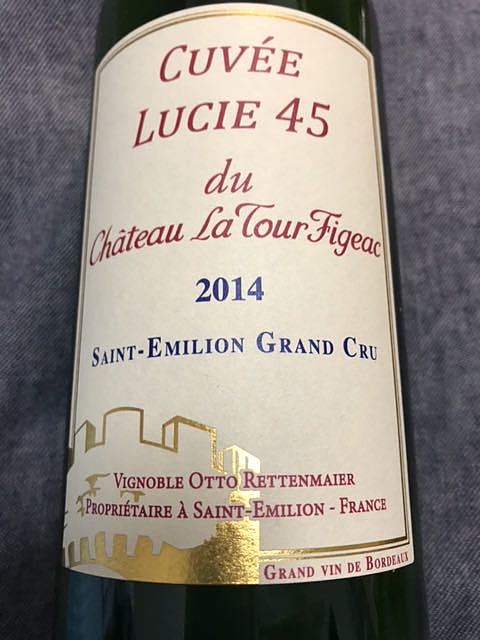 CUVÉE
LUCIE 45
du
Château La Tour Figeac
2014
SAINT-EMILION GRAND CRU
VIGNOBLE OTTO RETTENMAIER
PROPRIÉTAIRE À SAINT-EMILION - FRANCE
GRAND VIN DE BORDEAUX